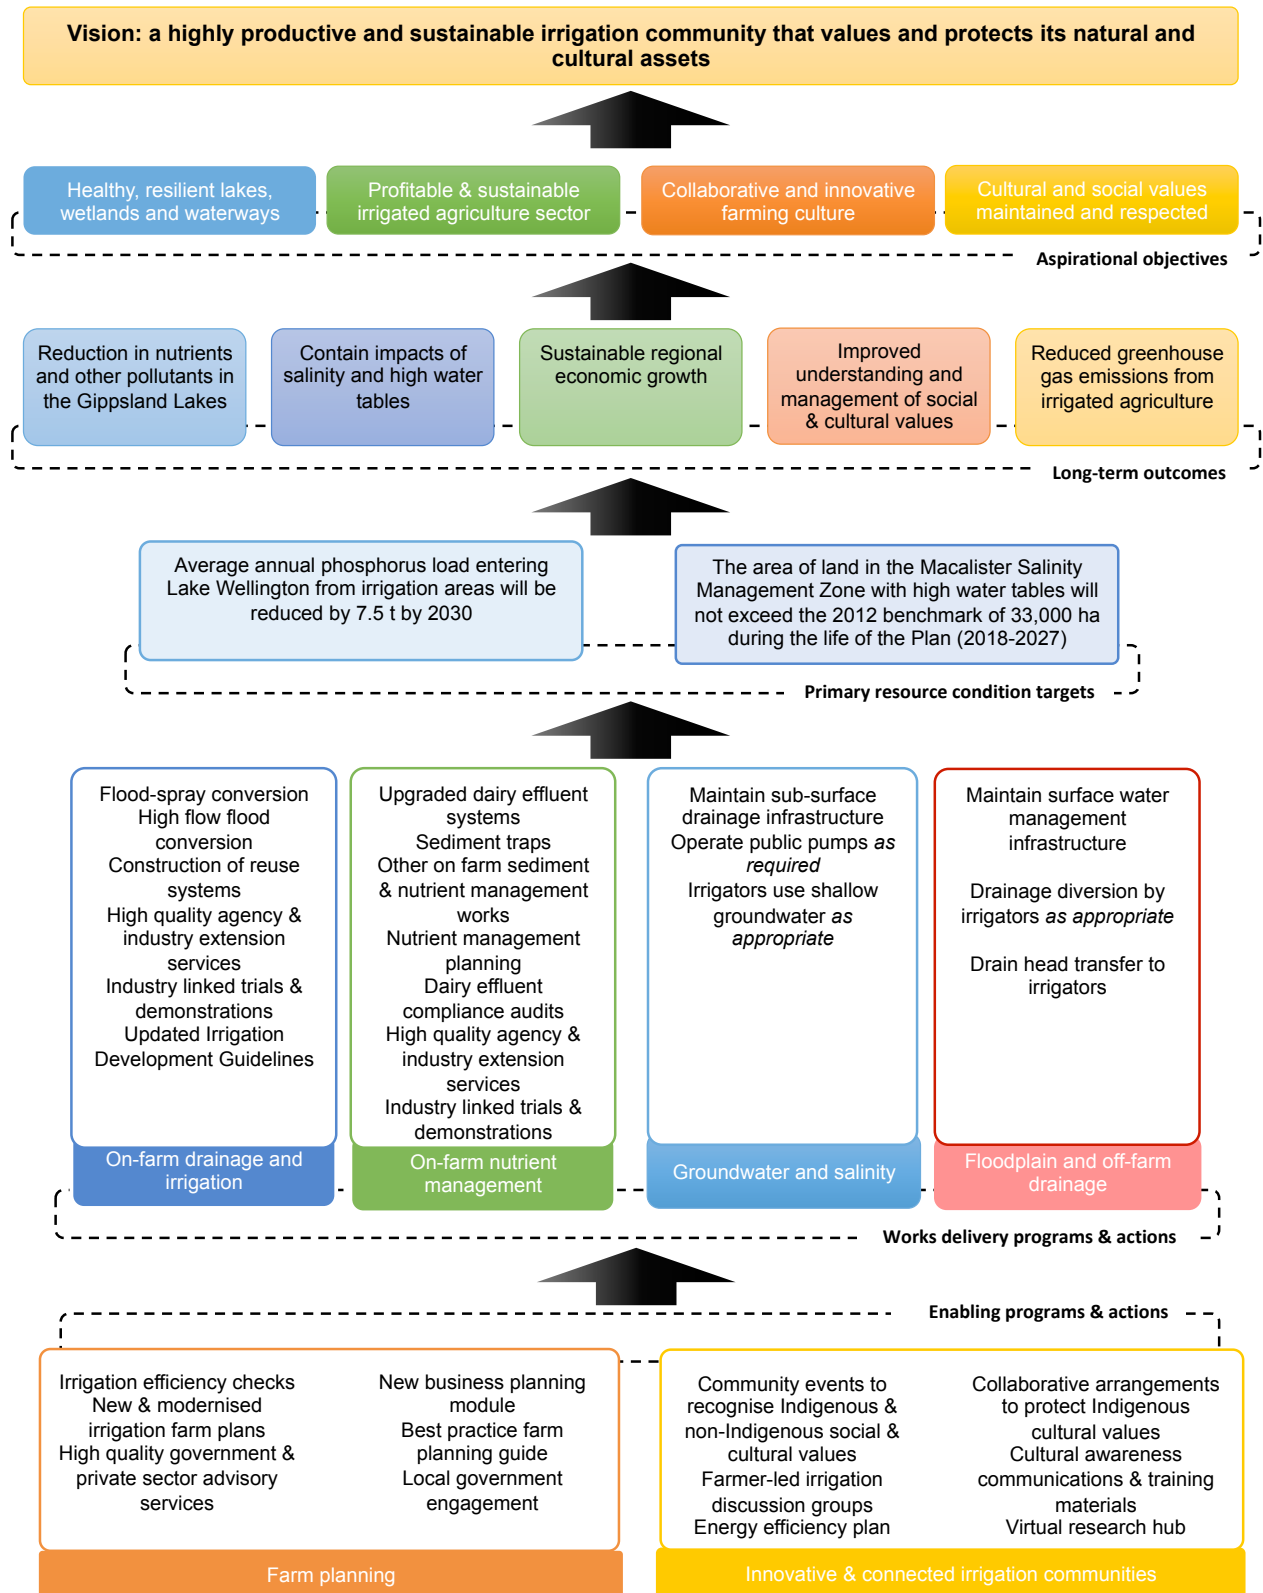 Vision: a highly productive and sustainable irrigation community that values and protects its natural and
cultural assets
Healthy, resilient lakes,
wetlands and waterways
Profitable & sustainable
irrigated agriculture sector
Collaborative and innovative
farming culture
Cultural and social values
maintained and respected
Aspirational objectives
Reduction in nutrients
and other pollutants in
the Gippsland Lakes
Contain impacts of
salinity and high water
tables
Sustainable regional
economic growth
Improved
understanding and
management of social
& cultural values
Reduced greenhouse
gas emissions from
irrigated agriculture
Long-term outcomes
Average annual phosphorus load entering
Lake Wellington from irrigation areas will be
reduced by 7.5 t by 2030
The area of land in the Macalister Salinity
Management Zone with high water tables will
not exceed the 2012 benchmark of 33,000 ha
during the life of the Plan (2018-2027)
Primary resource condition targets
Flood-spray conversion
High flow flood
conversion
Construction of reuse
systems
High quality agency &
industry extension
services
Industry linked trials &
demonstrations
Updated Irrigation
Development Guidelines
On-farm drainage and
irrigation
Upgraded dairy effluent
systems
Sediment traps
Other on farm sediment
& nutrient management
works
Nutrient management
planning
Dairy effluent
compliance audits
High quality agency &
industry extension
services
Industry linked trials &
demonstrations
On-farm nutrient
management
Maintain sub-surface
drainage infrastructure
Operate public pumps as
required
Irrigators use shallow
groundwater as
appropriate
Groundwater and salinity
Maintain surface water
management
infrastructure
Drainage diversion by
irrigators as appropriate
Drain head transfer to
irrigators
Floodplain and off-farm
drainage
Works delivery programs & actions
Enabling programs & actions
Irrigation efficiency checks
New & modernised
irrigation farm plans
High quality government &
private sector advisory
services
New business planning
module
Best practice farm
planning guide
Local government
engagement
Farm planning
Community events to
recognise Indigenous &
non-Indigenous social &
cultural values
Farmer-led irrigation
discussion groups
Energy efficiency plan
Collaborative arrangements
to protect Indigenous
cultural values
Cultural awareness
communications & training
materials
Virtual research hub
Innovative & connected irrigation communities